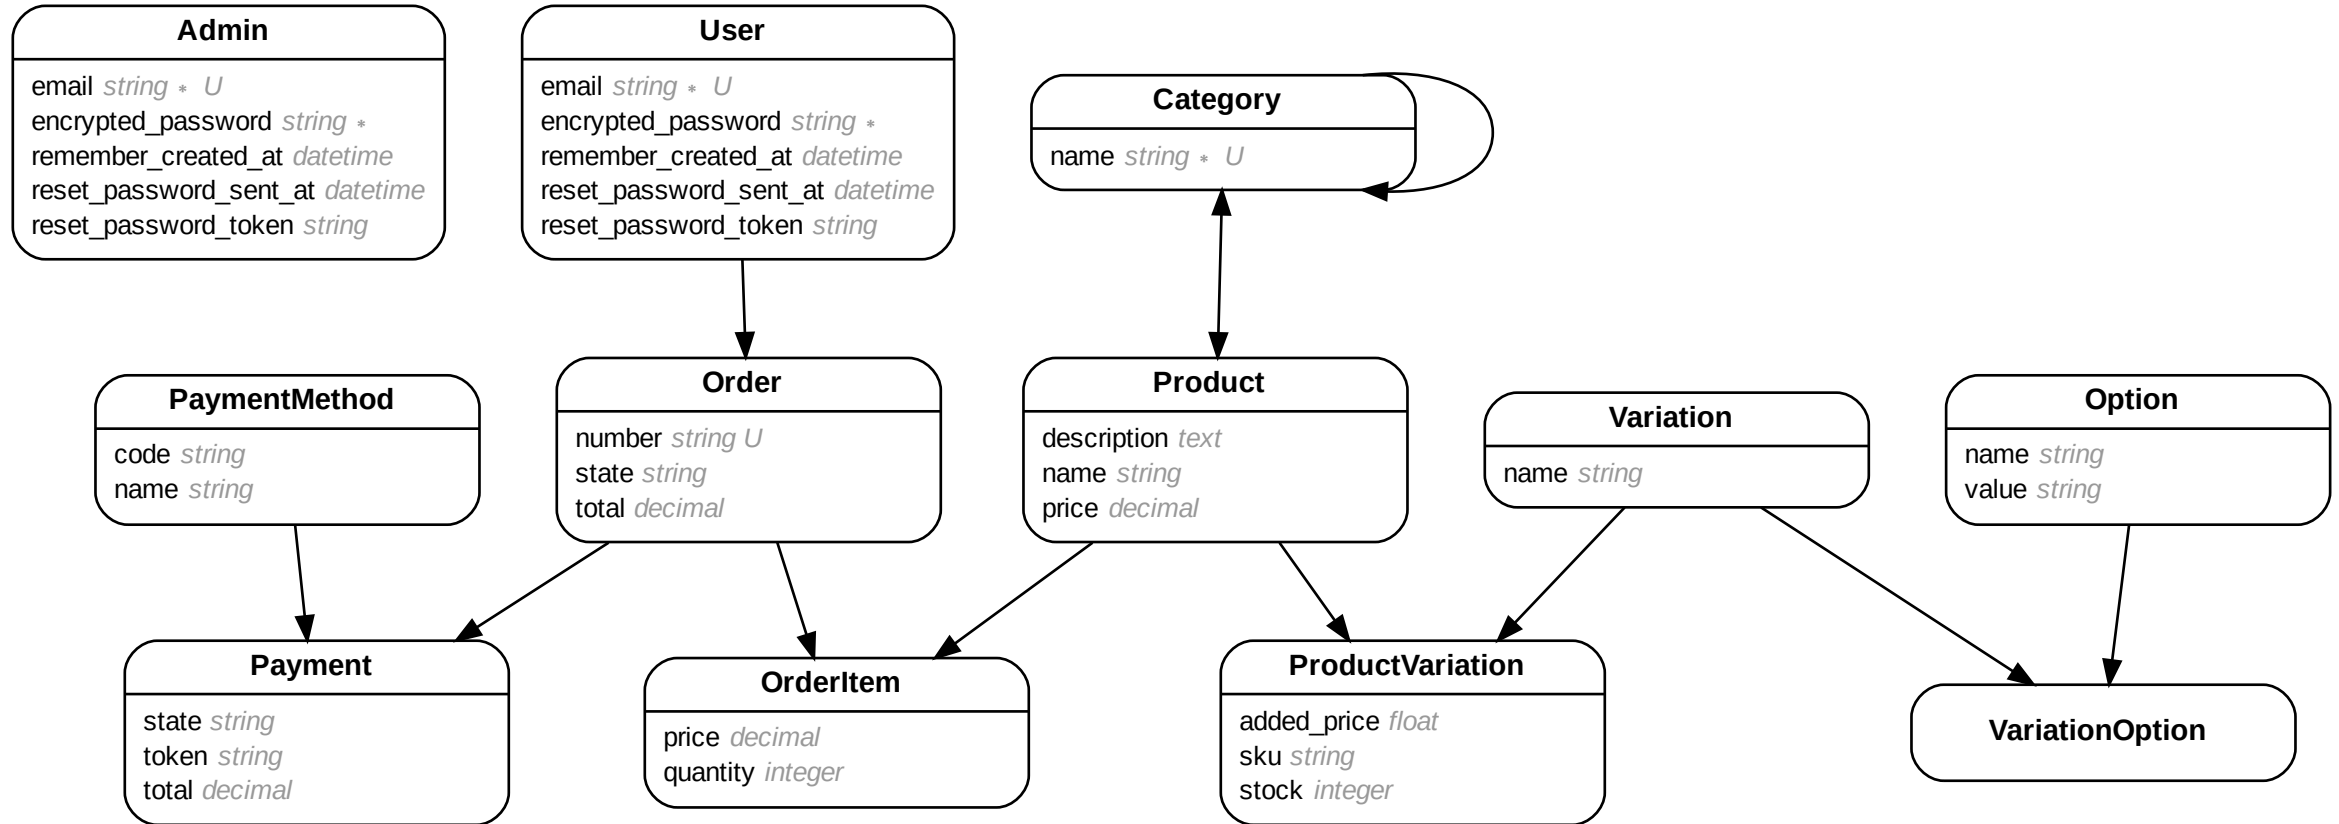 Admin
email string * U
encrypted_password string *
remember_created_at datetime
reset_password_sent_at datetime
reset_password_token string
User
email string * U
encrypted_password string *
remember_created_at datetime
reset_password_sent_at datetime
reset_password_token string
Category
name string * U
PaymentMethod
code string
name string
Order
number string U
state string
total decimal
Product
description text
name string
price decimal
Variation
name string
Option
name string
value string
Payment
state string
token string
total decimal
OrderItem
price decimal
quantity integer
ProductVariation
added_price float
sku string
stock integer
VariationOption